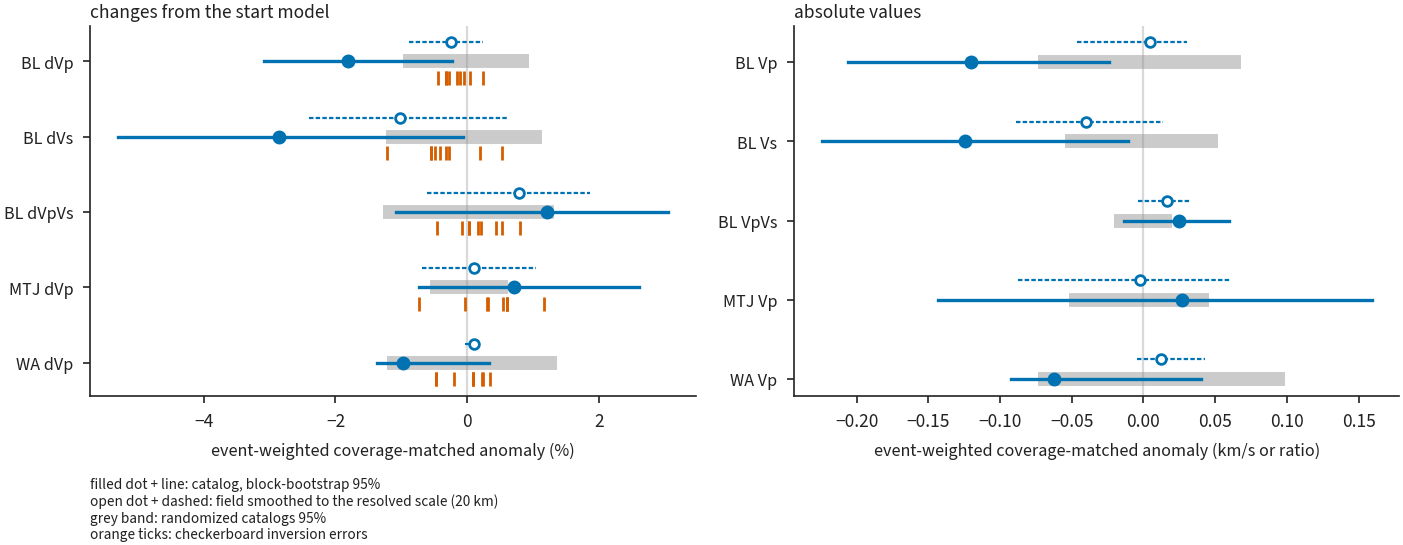 changes from the start model
BL dVp
BL dVs
BL dVpVs
MTJ dVp
WA dVp
−4 −2 0 2
event-weighted coverage-matched anomaly (%)
absolute values
BL Vp
BL Vs
BL VpVs
MTJ Vp
WA Vp
−0.20 −0.15 −0.10 −0.05 0.00 0.05 0.10 0.15
event-weighted coverage-matched anomaly (km/s or ratio)
filled dot + line: catalog, block-bootstrap 95%
open dot + dashed: field smoothed to the resolved scale (20 km)
grey band: randomized catalogs 95%
orange ticks: checkerboard inversion errors